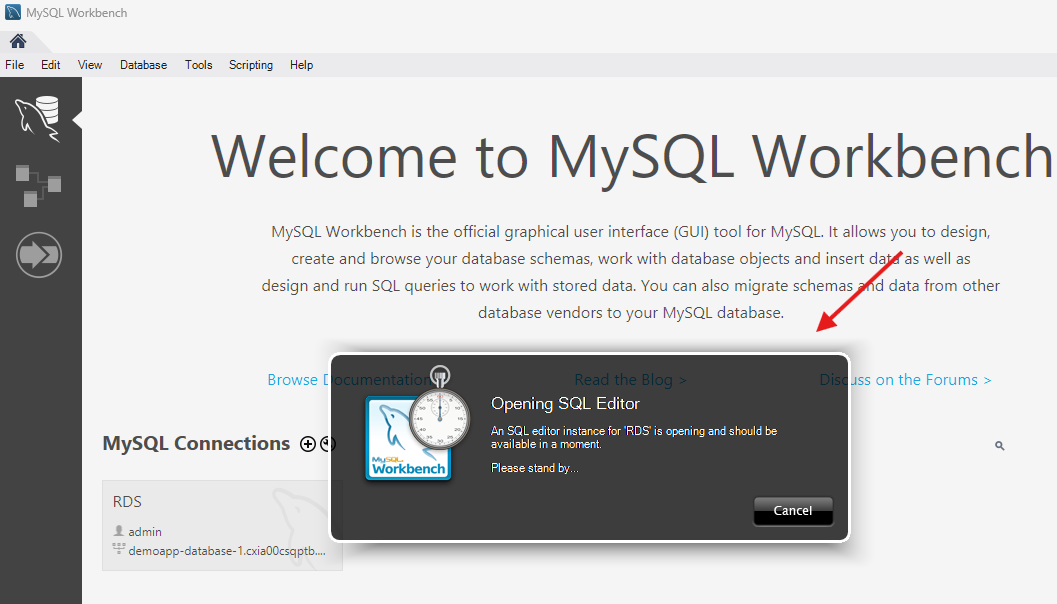 MySQL Workbench
File Edit View Database Tools Scripting Help
Welcome to MySQL Workbench
MySQL Workbench is the official graphical user interface (GUI) tool for MySQL. It allows you to design,
create and browse your database schemas, work with database objects and insert data as well as
design and run SQL queries to work with stored data. You can also migrate schemas and data from other
database vendors to your MySQL database.
Browse Documentation
Read the Blog >
Discuss on the Forums >
Opening SQL Editor
An SQL editor instance for 'RDS' is opening and should be
available in a moment.
Please stand by...
MySQL
Workbench
Cancel
MySQL Connections
RDS
admin
demoapp-database-1.cxia00csqptb....